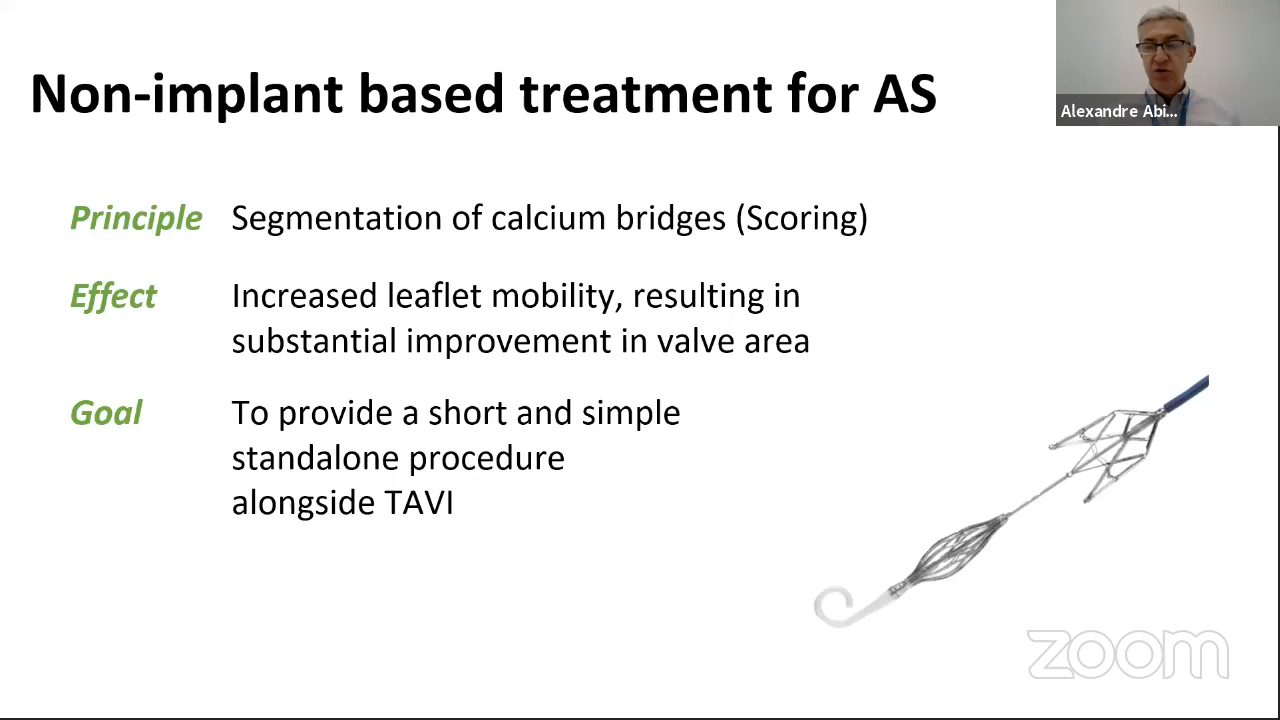 Non-implant based treatment for AS
Alexandre Abi...
Principle Segmentation of calcium bridges (Scoring)
Effect Increased leaflet mobility, resulting in
substantial improvement in valve area
Goal To provide a short and simple
standalone procedure
alongside TAVI
zoom